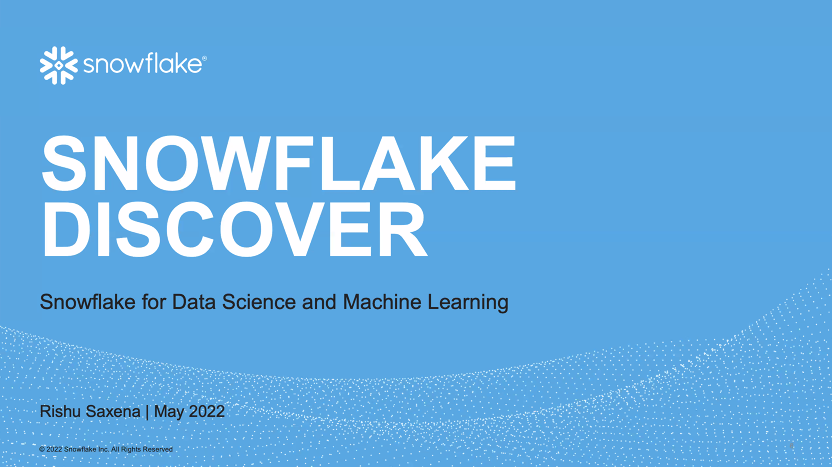 snowflake®
SNOWFLAKE
DISCOVER
Snowflake for Data Science and Machine Learning
Rishu Saxena | May 2022
© 2022 Snowflake Inc. All Rights Reserved